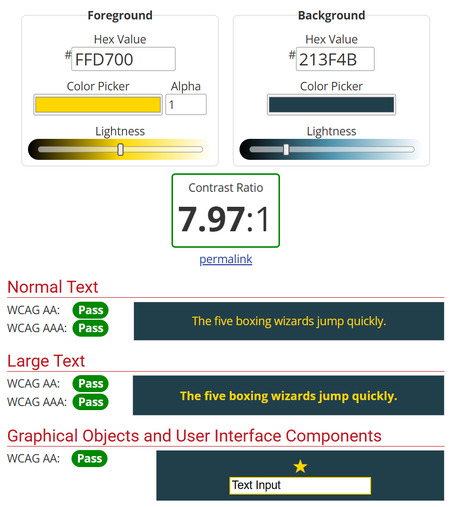 Foreground
Hex Value
#FFD700
Color Picker Alpha
1
Lightness
Background
Hex Value
#213F4B
Color Picker
Lightness
Contrast Ratio
7.97:1
permalink
Normal Text
WCAG AA: Pass
WCAG AAA: Pass
The five boxing wizards jump quickly.
Large Text
WCAG AA: Pass
WCAG AAA: Pass
The five boxing wizards jump quickly.
Graphical Objects and User Interface Components
WCAG AA: Pass
Text Input